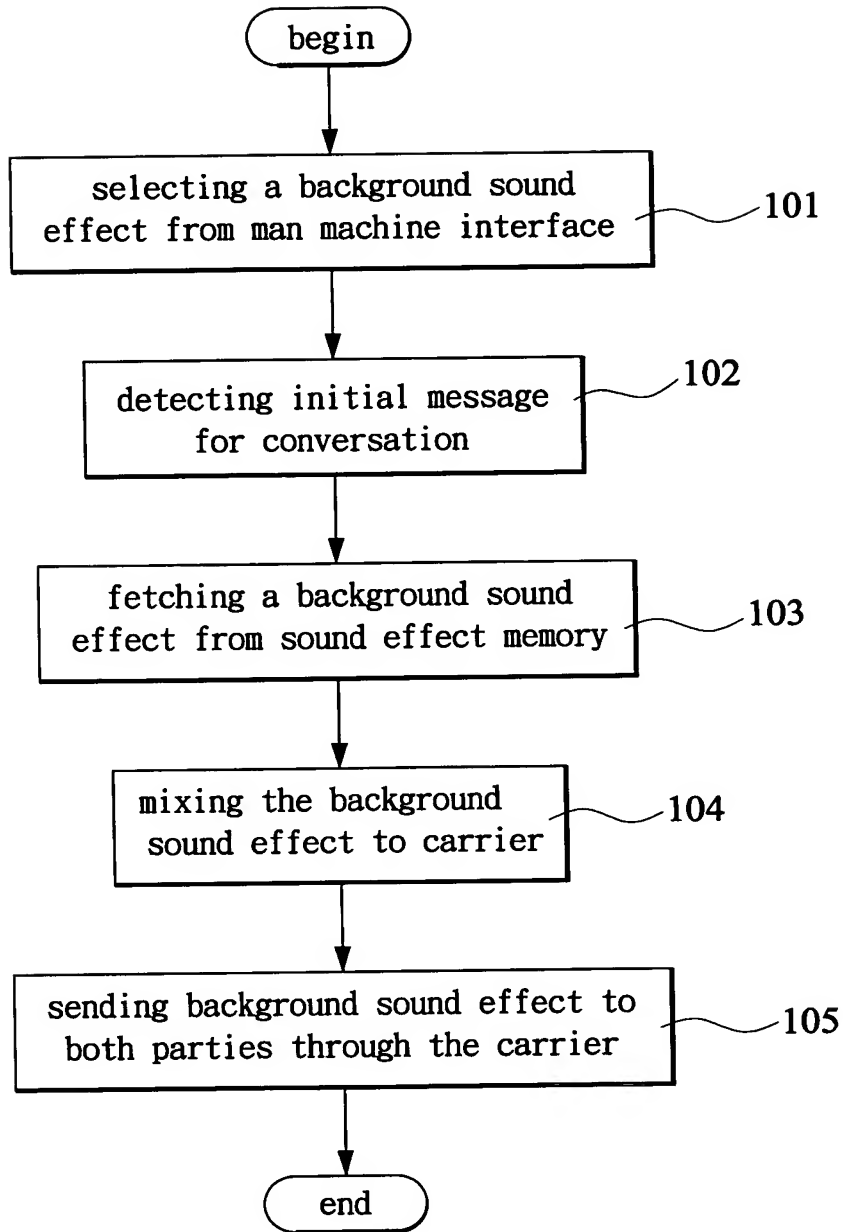 begin
selecting a background sound
effect from man machine interface
101
detecting initial message
for conversation
102
fetching a background sound
effect from sound effect memory
103
mixing the background
sound effect to carrier
104
sending background sound effect to
both parties through the carrier
105
end